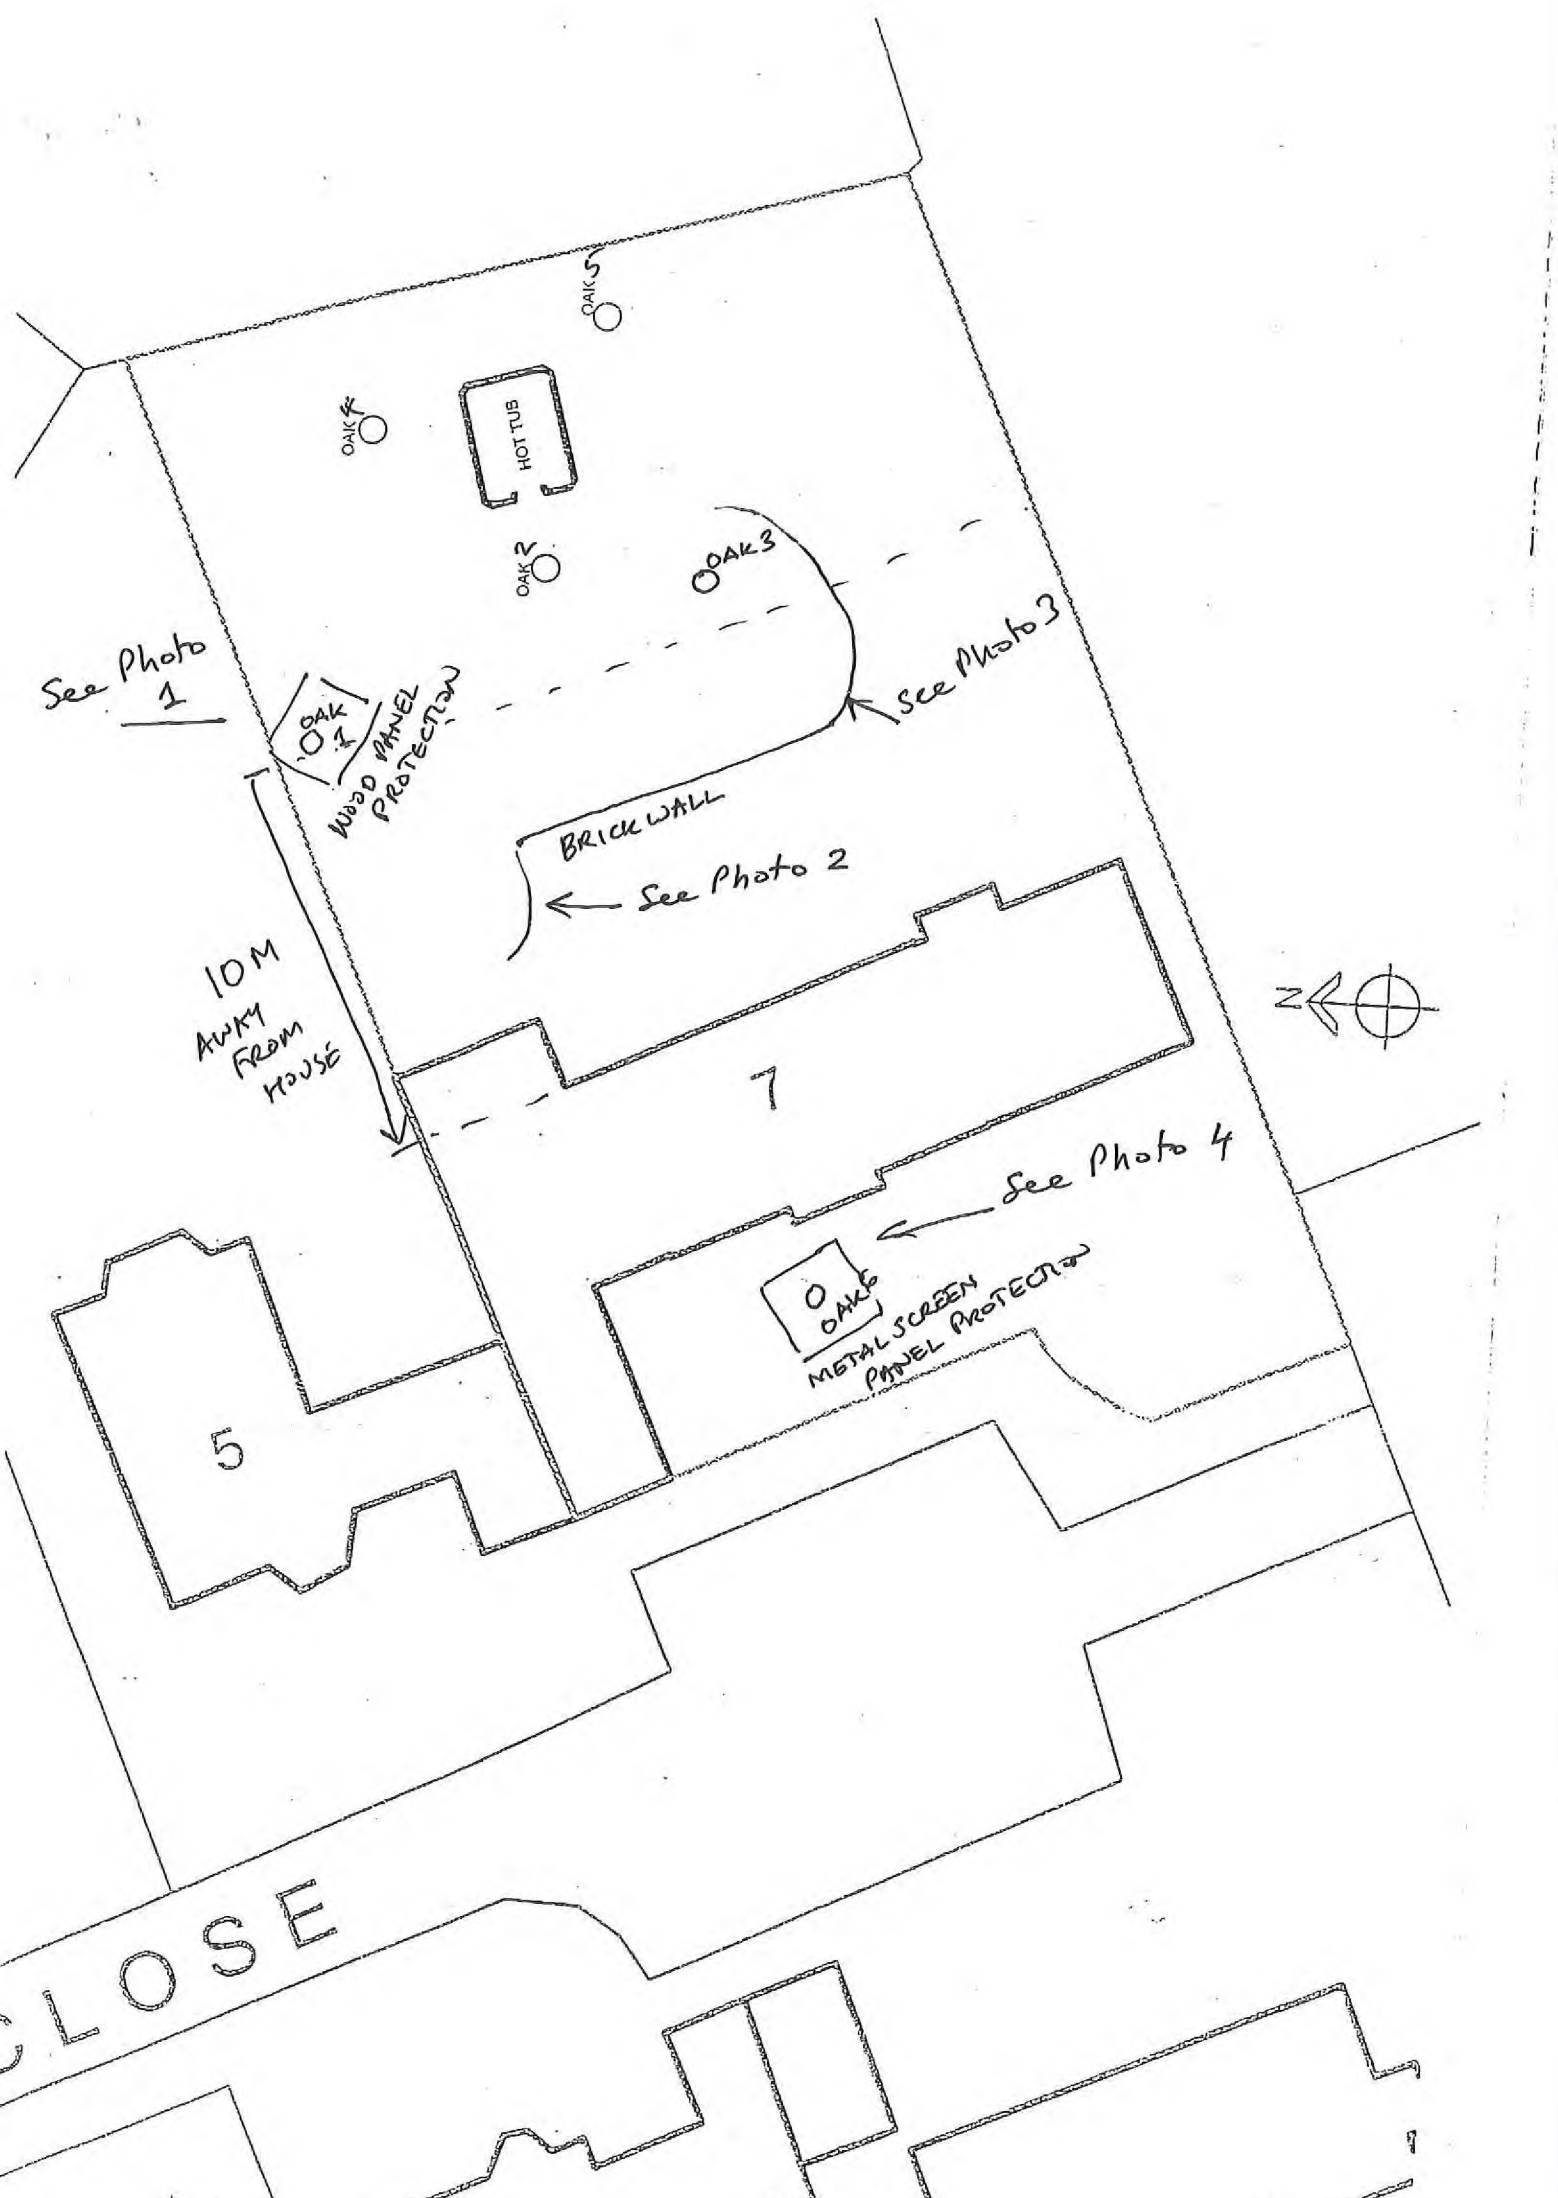 OAK 5
OAK 4
HOT TUB
OAK 2
OAK 3
See Photo
1
See Photo 3
OAK
1
WOOD PANEL
PROTECTION
BRICK WALL
See Photo 2
10M
AWAY
FROM
HOUSE
N
7
See Photo 4
OAK 6
METAL SCREEN
PANEL PROTECTION
5
CLOSE